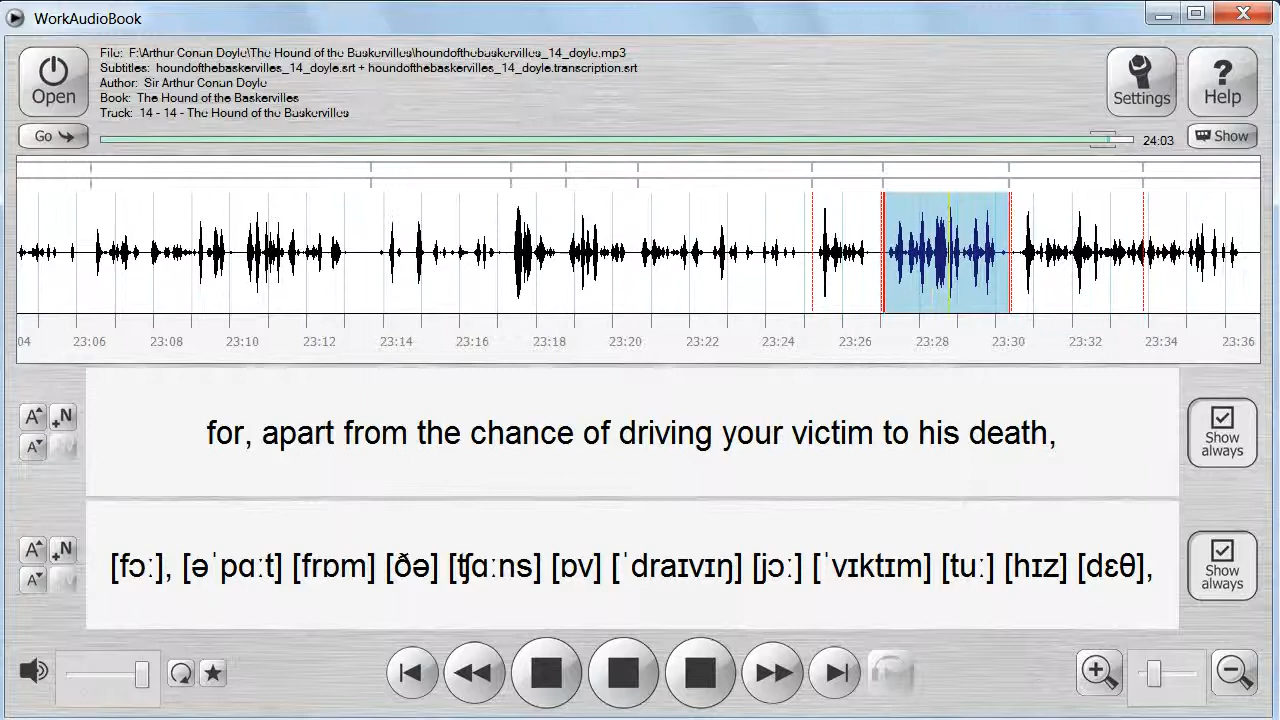 WorkAudioBook
File: F:\Arthur Conan Doyle\The Hound of the Baskervilles\houndofthebaskervilles_14_doyle.mp3
Subtitles: houndofthebaskervilles_14_doyle.srt + houndofthebaskervilles_14_doyle.transcription.srt
Author: Sir Arthur Conan Doyle
Book: The Hound of the Baskervilles
Track: 14 - 14 - The Hound of the Baskervilles
Open
Settings
Help
Go
24:03
Show
04 23:06 23:08 23:10 23:12 23:14 23:16 23:18 23:20 23:22 23:24 23:26 23:28 23:30 23:32 23:34 23:36
A N
A
for, apart from the chance of driving your victim to his death,
Show
always
A N
A
[fɔː], [əˈpɑːt] [frɒm] [ðə] [ʧɑːns] [ɒv] [ˈdraɪvɪŋ] [jɔː] [ˈvɪktɪm] [tuː] [hɪz] [dɛθ],
Show
always